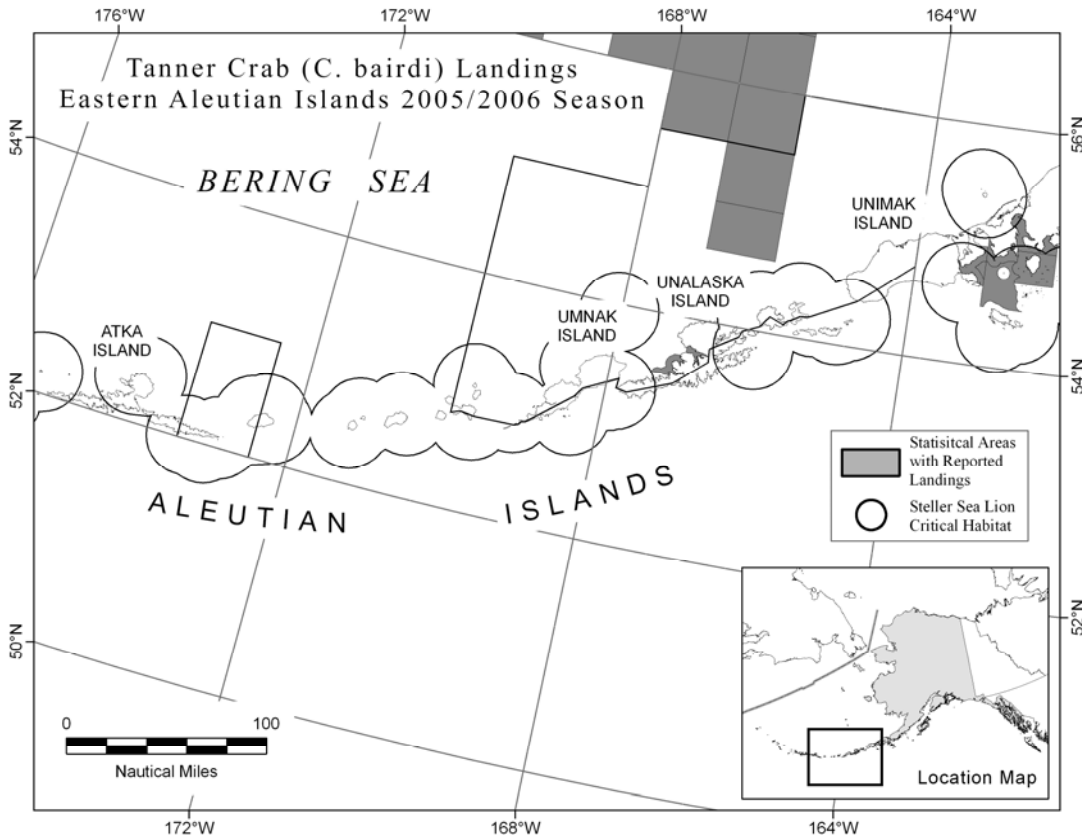 176°W
172°W
168°W
164°W
Tanner Crab (C. bairdi) Landings
Eastern Aleutian Islands 2005/2006 Season
54°N
56°N
BERING SEA
UNIMAK
ISLAND
UNALASKA
ISLAND
UMNAK
ISLAND
ATKA
ISLAND
52°N
54°N
Statisitcal Areas
with Reported
Landings
Steller Sea Lion
Critical Habitat
ALEUTIAN ISLANDS
50°N
52°N
0 100
Nautical Miles
Location Map
172°W
168°W
164°W